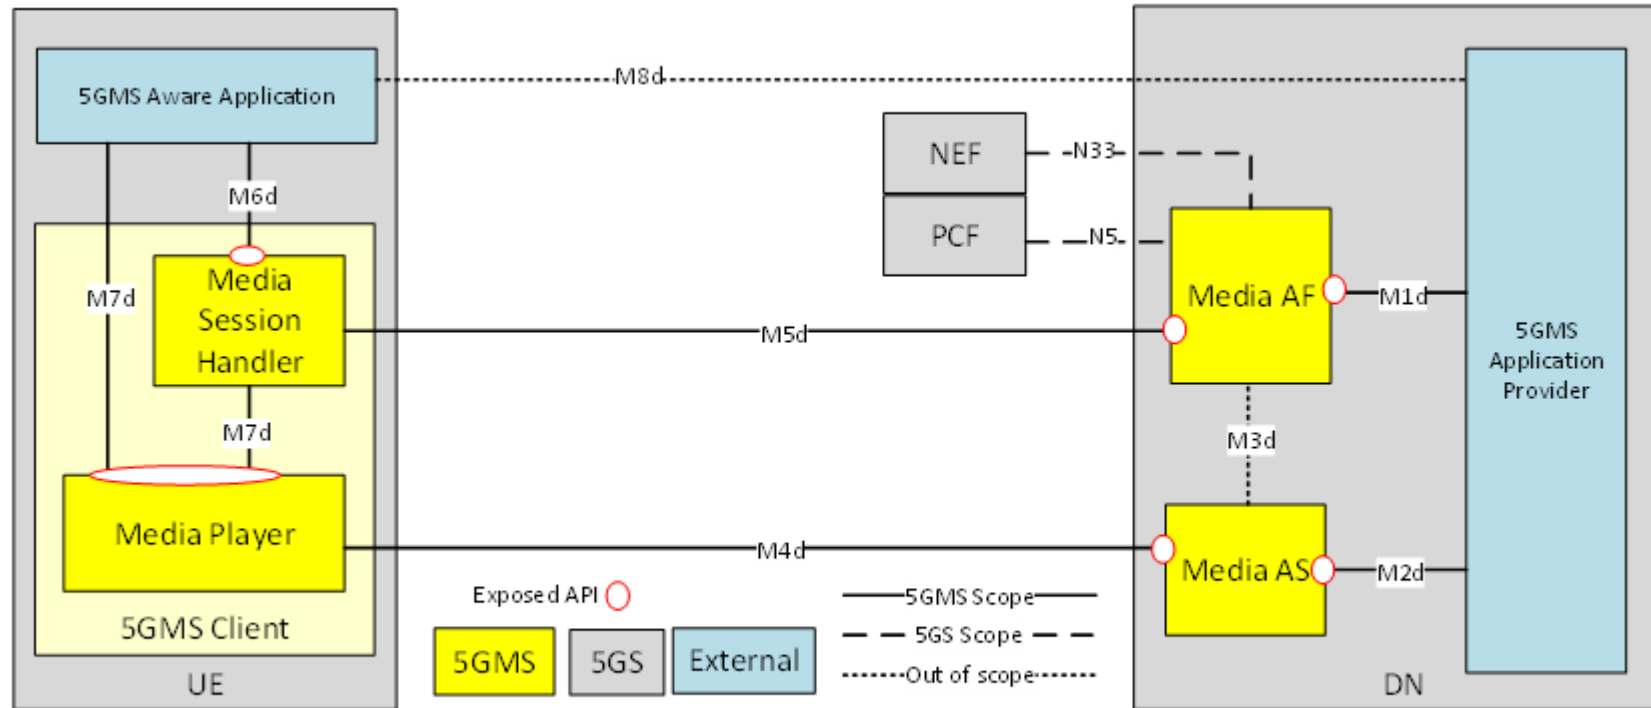 5GMS Aware Application
M8d
NEF
N33
PCF
N5
M6d
M7d
Media
Session
Handler
M5d
Media AF
M1d
5GMS
Application
Provider
M7d
M3d
Media Player
M4d
Media AS
M2d
5GMS Client
UE
Exposed API
5GMS
5GS
External
5GMS Scope
5GS Scope
Out of scope
DN